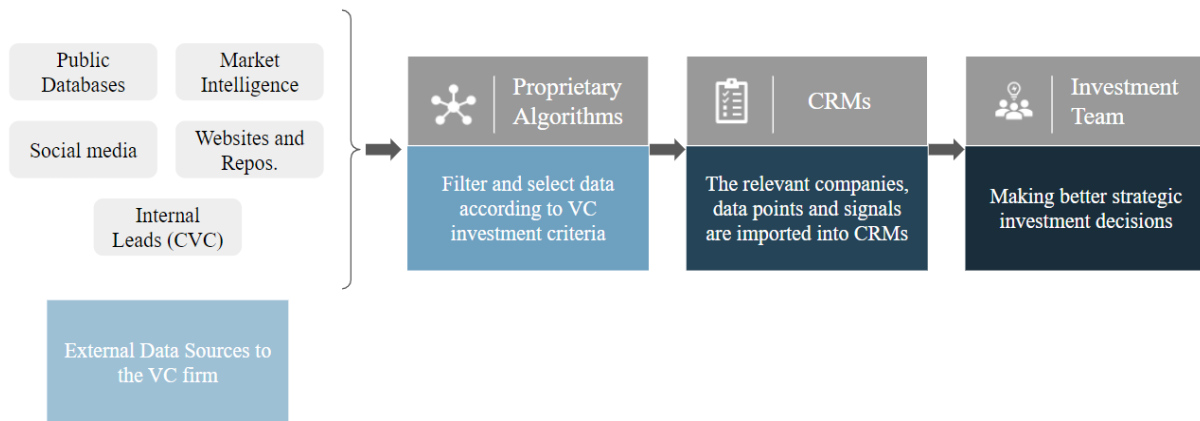 Public
Databases
Market
Intelligence
Social media
Websites and
Repos.
Internal
Leads (CVC)
External Data Sources to
the VC firm
Proprietary
Algorithms
Filter and select data
according to VC
investment criteria
CRMs
The relevant companies,
data points and signals
are imported into CRMs
Investment
Team
Making better strategic
investment decisions